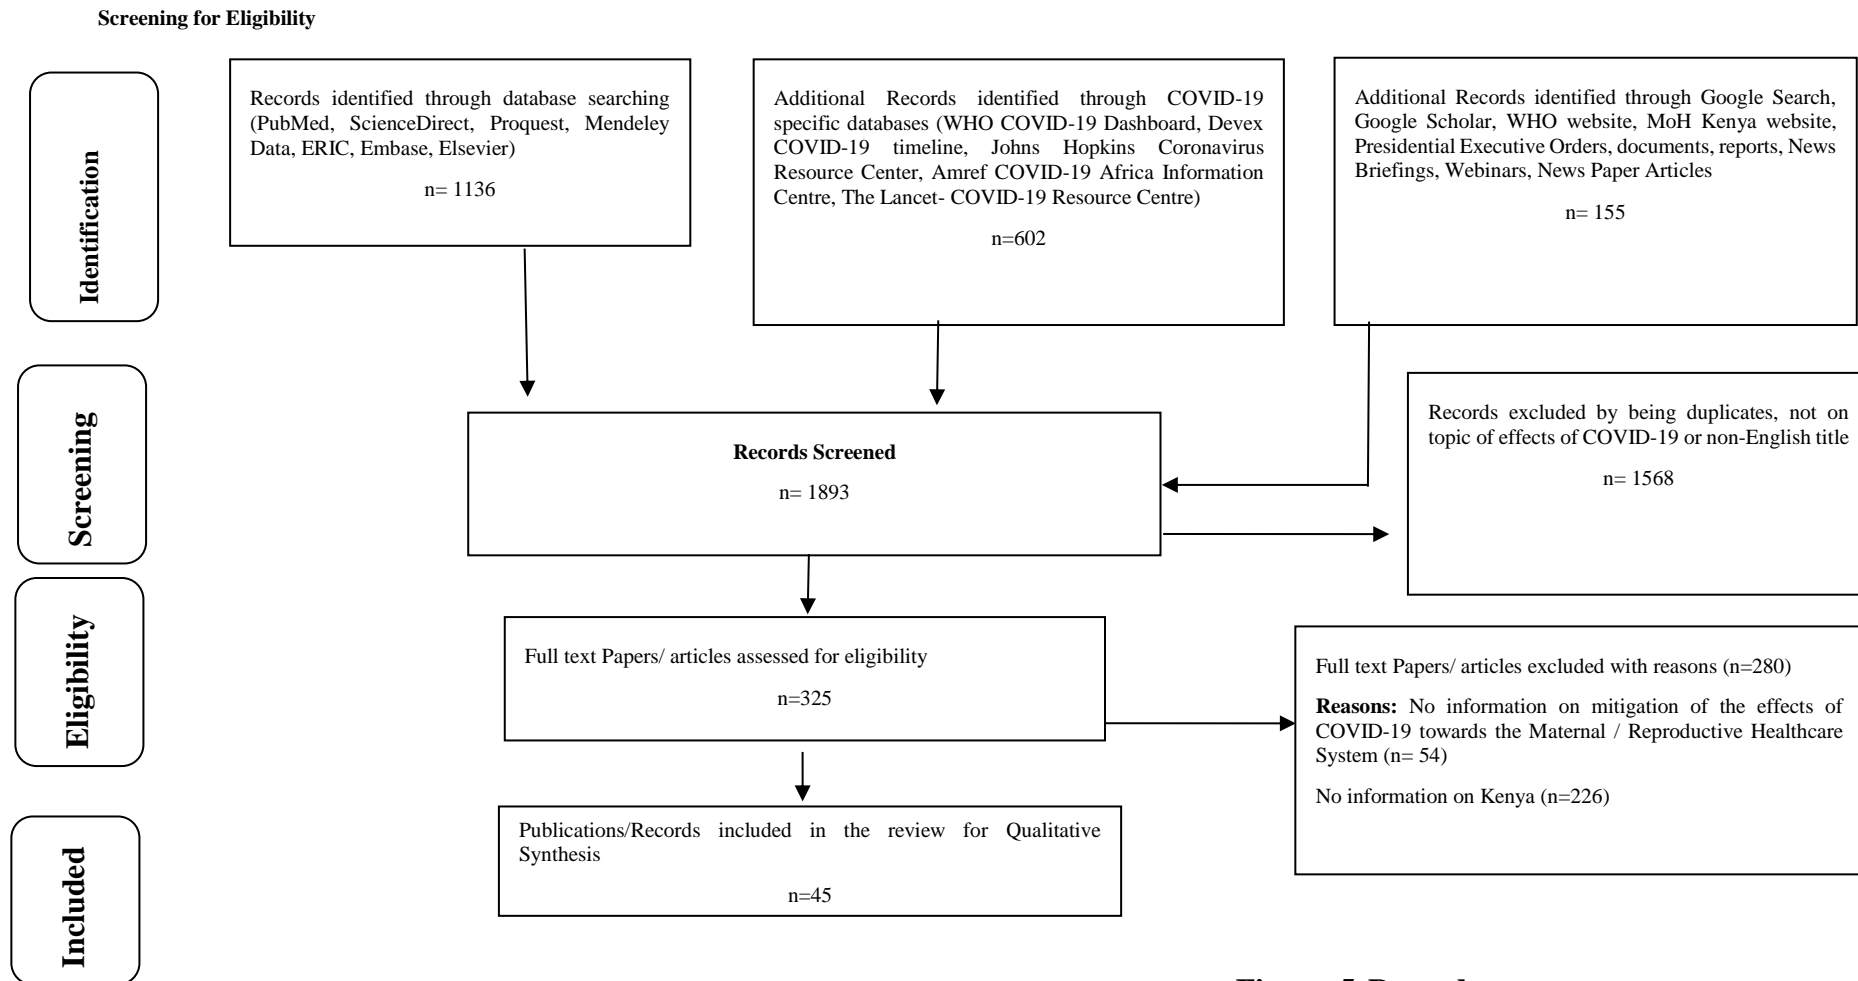 Screening for Eligibility
Identification
Records identified through database searching
(PubMed, ScienceDirect, Proquest, Mendeley
Data, ERIC, Embase, Elsevier)
n= 1136
Additional Records identified through COVID-19
specific databases (WHO COVID-19 Dashboard, Devex
COVID-19 timeline, Johns Hopkins Coronavirus
Resource Center, Amref COVID-19 Africa Information
Centre, The Lancet- COVID-19 Resource Centre)
n=602
Additional Records identified through Google Search,
Google Scholar, WHO website, MoH Kenya website,
Presidential Executive Orders, documents, reports, News
Briefings, Webinars, News Paper Articles
n= 155
Screening
Records Screened
n= 1893
Records excluded by being duplicates, not on
topic of effects of COVID-19 or non-English title
n= 1568
Eligibility
Full text Papers/ articles assessed for eligibility
n=325
Full text Papers/ articles excluded with reasons (n=280)
Reasons: No information on mitigation of the effects of
COVID-19 towards the Maternal / Reproductive Healthcare
System (n= 54)
No information on Kenya (n=226)
Included
Publications/Records included in the review for Qualitative
Synthesis
n=45